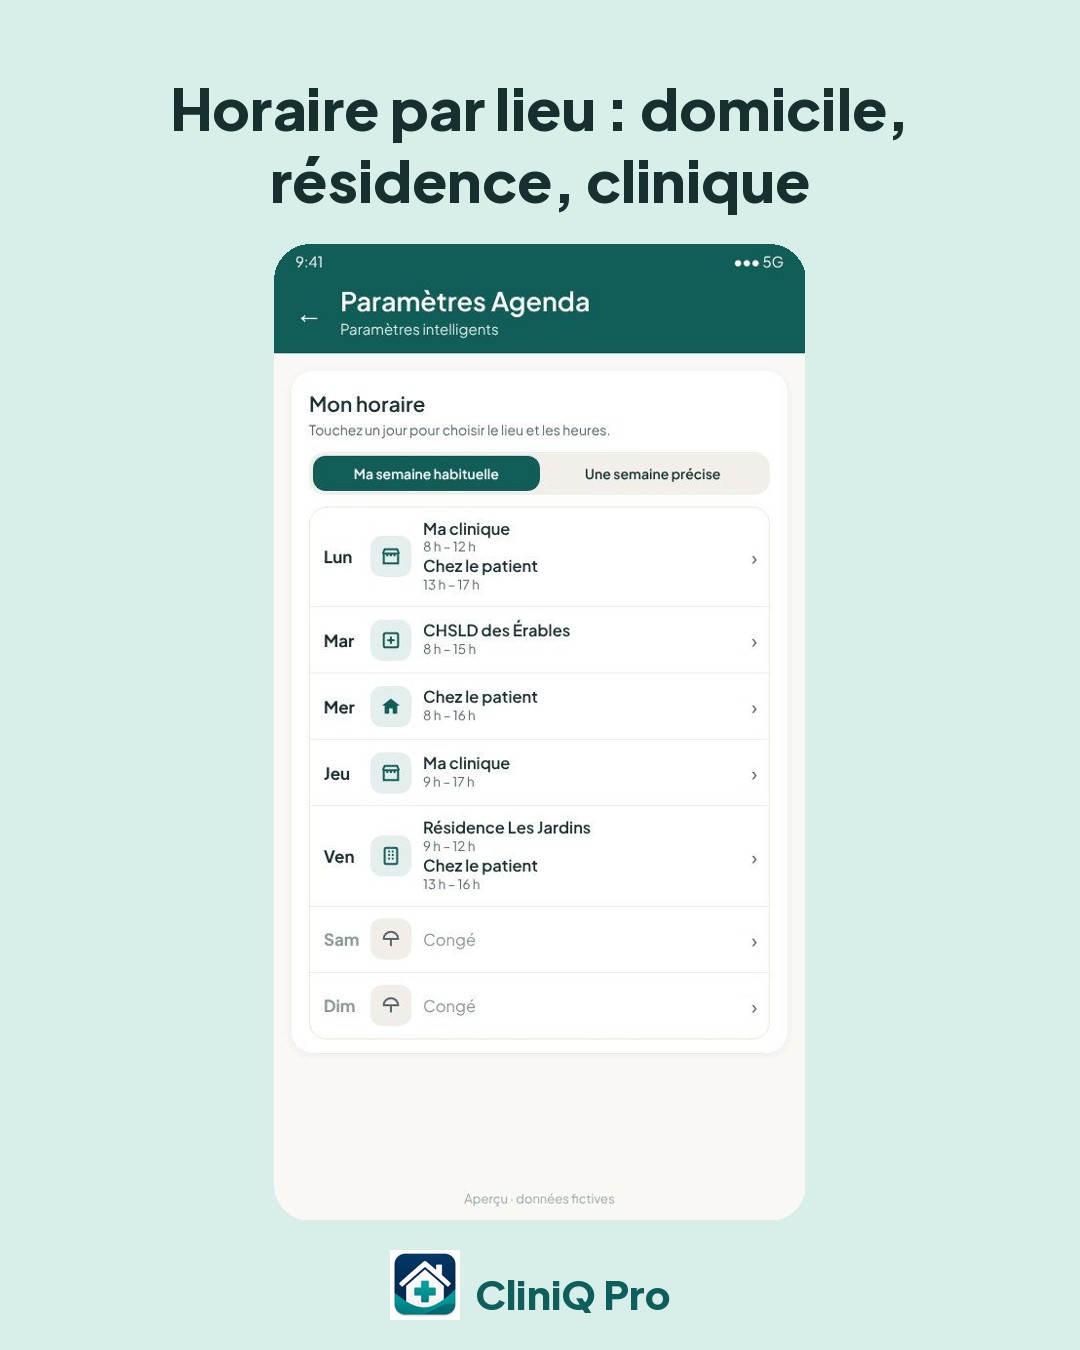 Horaire par lieu : domicile,
résidence, clinique
9:41
●●● 5G
←
Paramètres Agenda
Paramètres intelligents
Mon horaire
Touchez un jour pour choisir le lieu et les heures.
Ma semaine habituelle
Une semaine précise
Lun
Ma clinique
8 h – 12 h
Chez le patient
13 h – 17 h
›
Mar
CHSLD des Érables
8 h – 15 h
›
Mer
Chez le patient
8 h – 16 h
›
Jeu
Ma clinique
9 h – 17 h
›
Ven
Résidence Les Jardins
9 h – 12 h
Chez le patient
13 h – 16 h
›
Sam
Congé
›
Dim
Congé
›
Aperçu · données fictives
CliniQ Pro